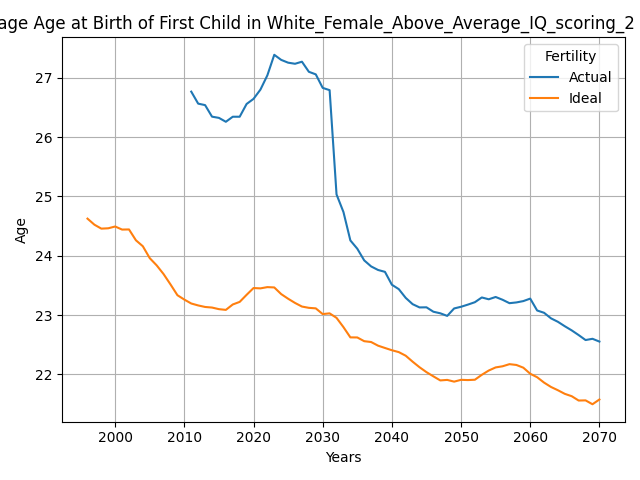 age Age at Birth of First Child in White_Female_Above_Average_IQ_scoring_2
Fertility
Actual
Ideal
27
26
25
24
23
22
Age
2000 2010 2020 2030 2040 2050 2060 2070
Years